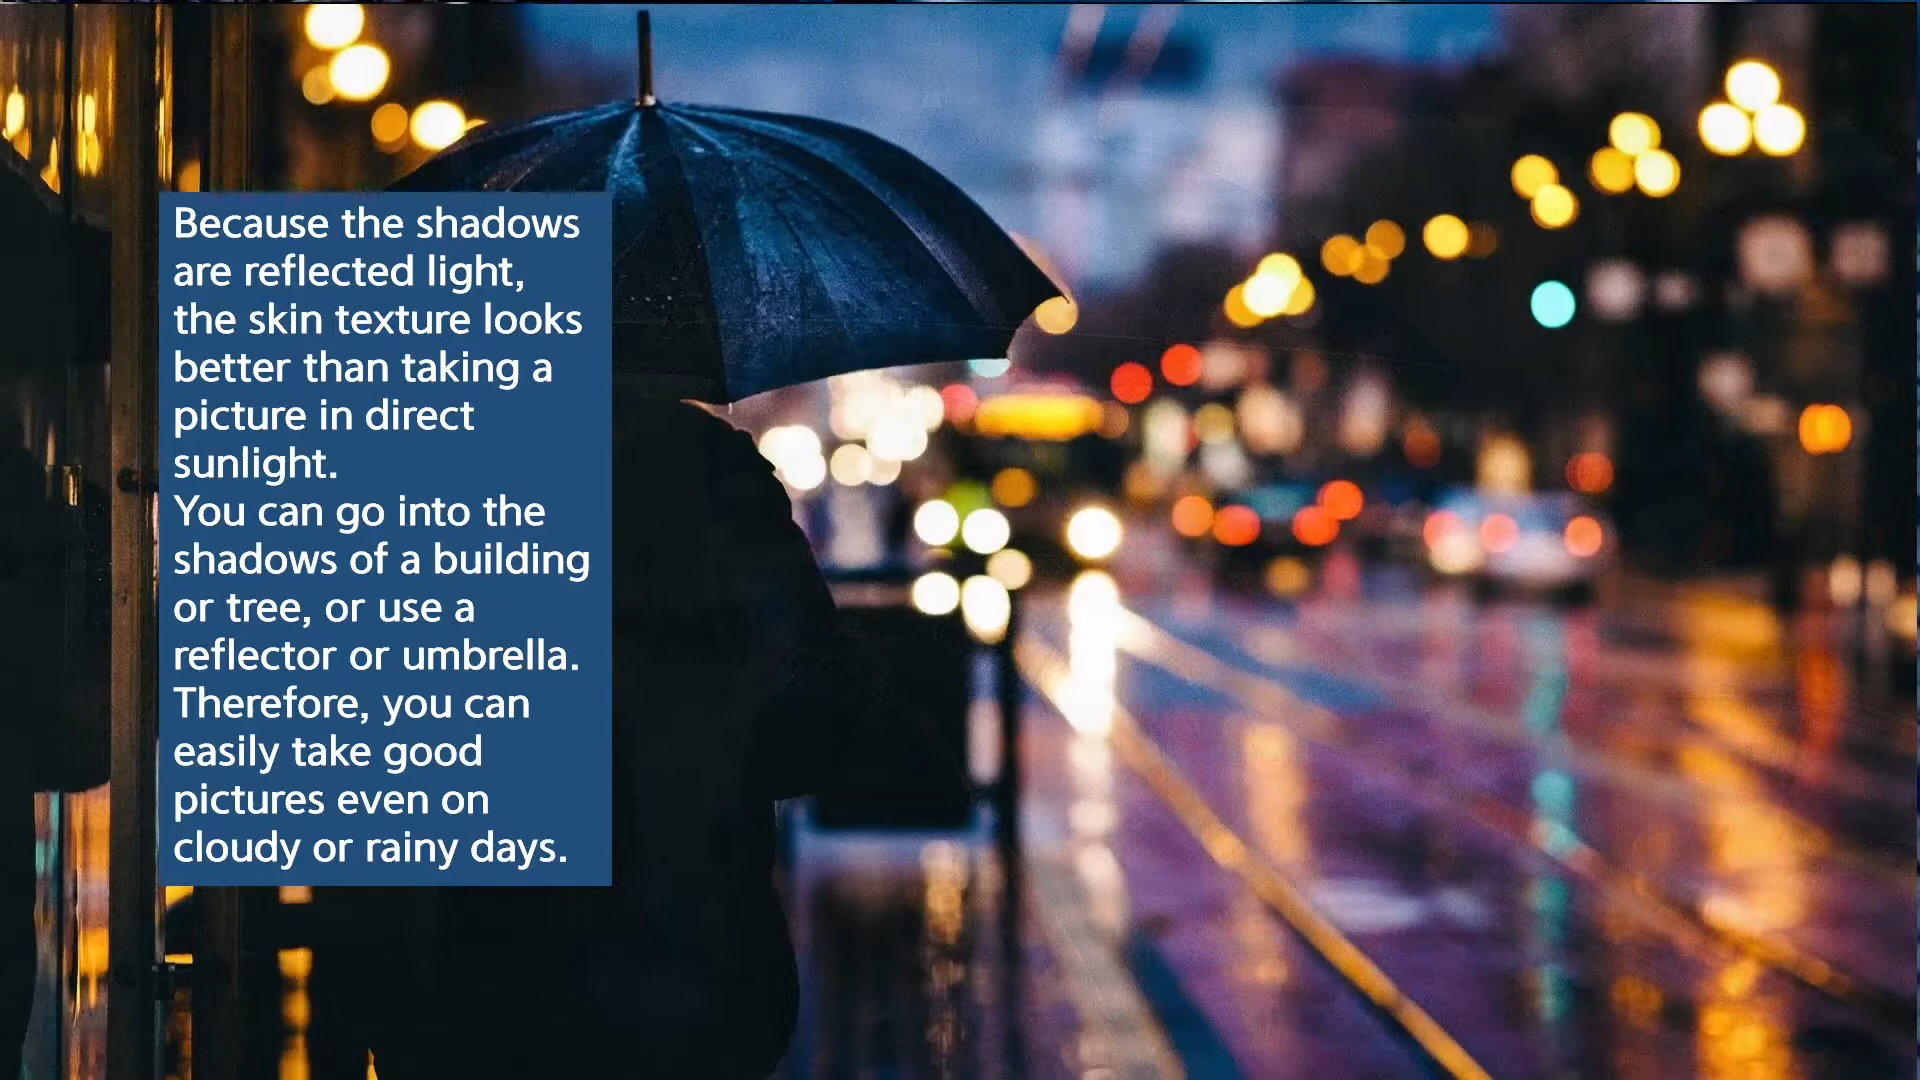 Because the shadows
are reflected light,
the skin texture looks
better than taking a
picture in direct
sunlight.
You can go into the
shadows of a building
or tree, or use a
reflector or umbrella.
Therefore, you can
easily take good
pictures even on
cloudy or rainy days.